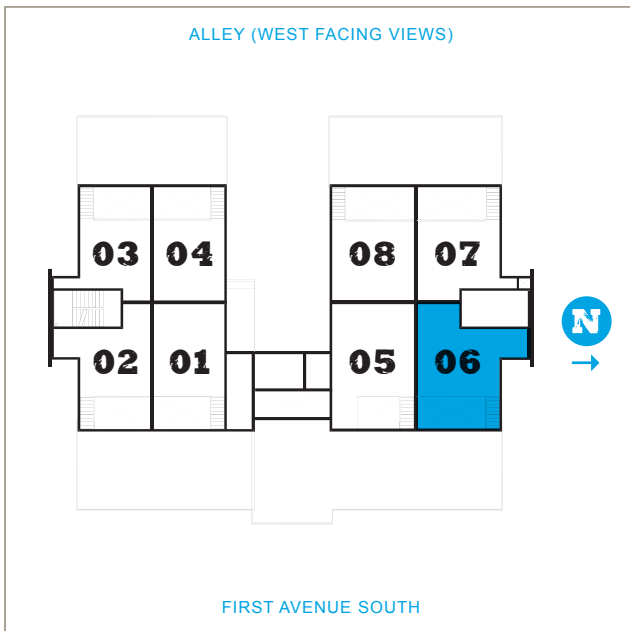 ALLEY (WEST FACING VIEWS)
03 04 08 07
N
02 01 05 06
FIRST AVENUE SOUTH